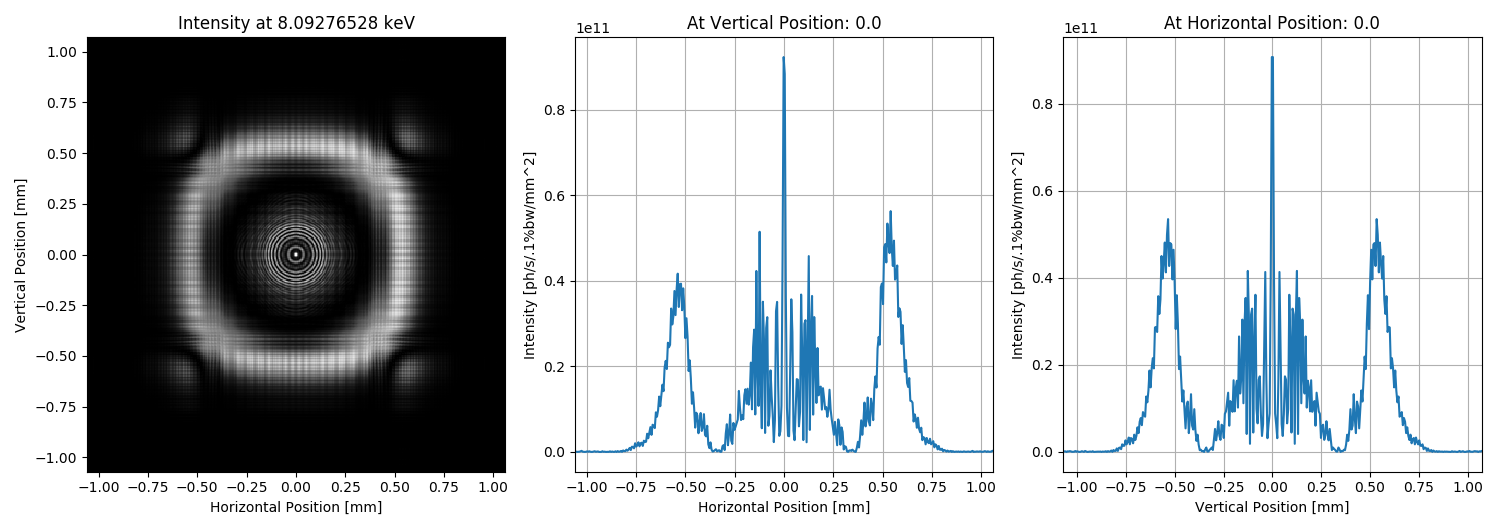 Intensity at 8.09276528 keV
1.00
0.75
0.50
0.25
0.00
−0.25
−0.50
−0.75
−1.00
Vertical Position [mm]
−1.00 −0.75 −0.50 −0.25 0.00 0.25 0.50 0.75 1.00
Horizontal Position [mm]
At Vertical Position: 0.0
1e11
0.8
0.6
0.4
0.2
0.0
Intensity [ph/s/.1%bw/mm^2]
−1.00 −0.75 −0.50 −0.25 0.00 0.25 0.50 0.75 1.00
Horizontal Position [mm]
At Horizontal Position: 0.0
1e11
0.8
0.6
0.4
0.2
0.0
Intensity [ph/s/.1%bw/mm^2]
−1.00 −0.75 −0.50 −0.25 0.00 0.25 0.50 0.75 1.00
Vertical Position [mm]